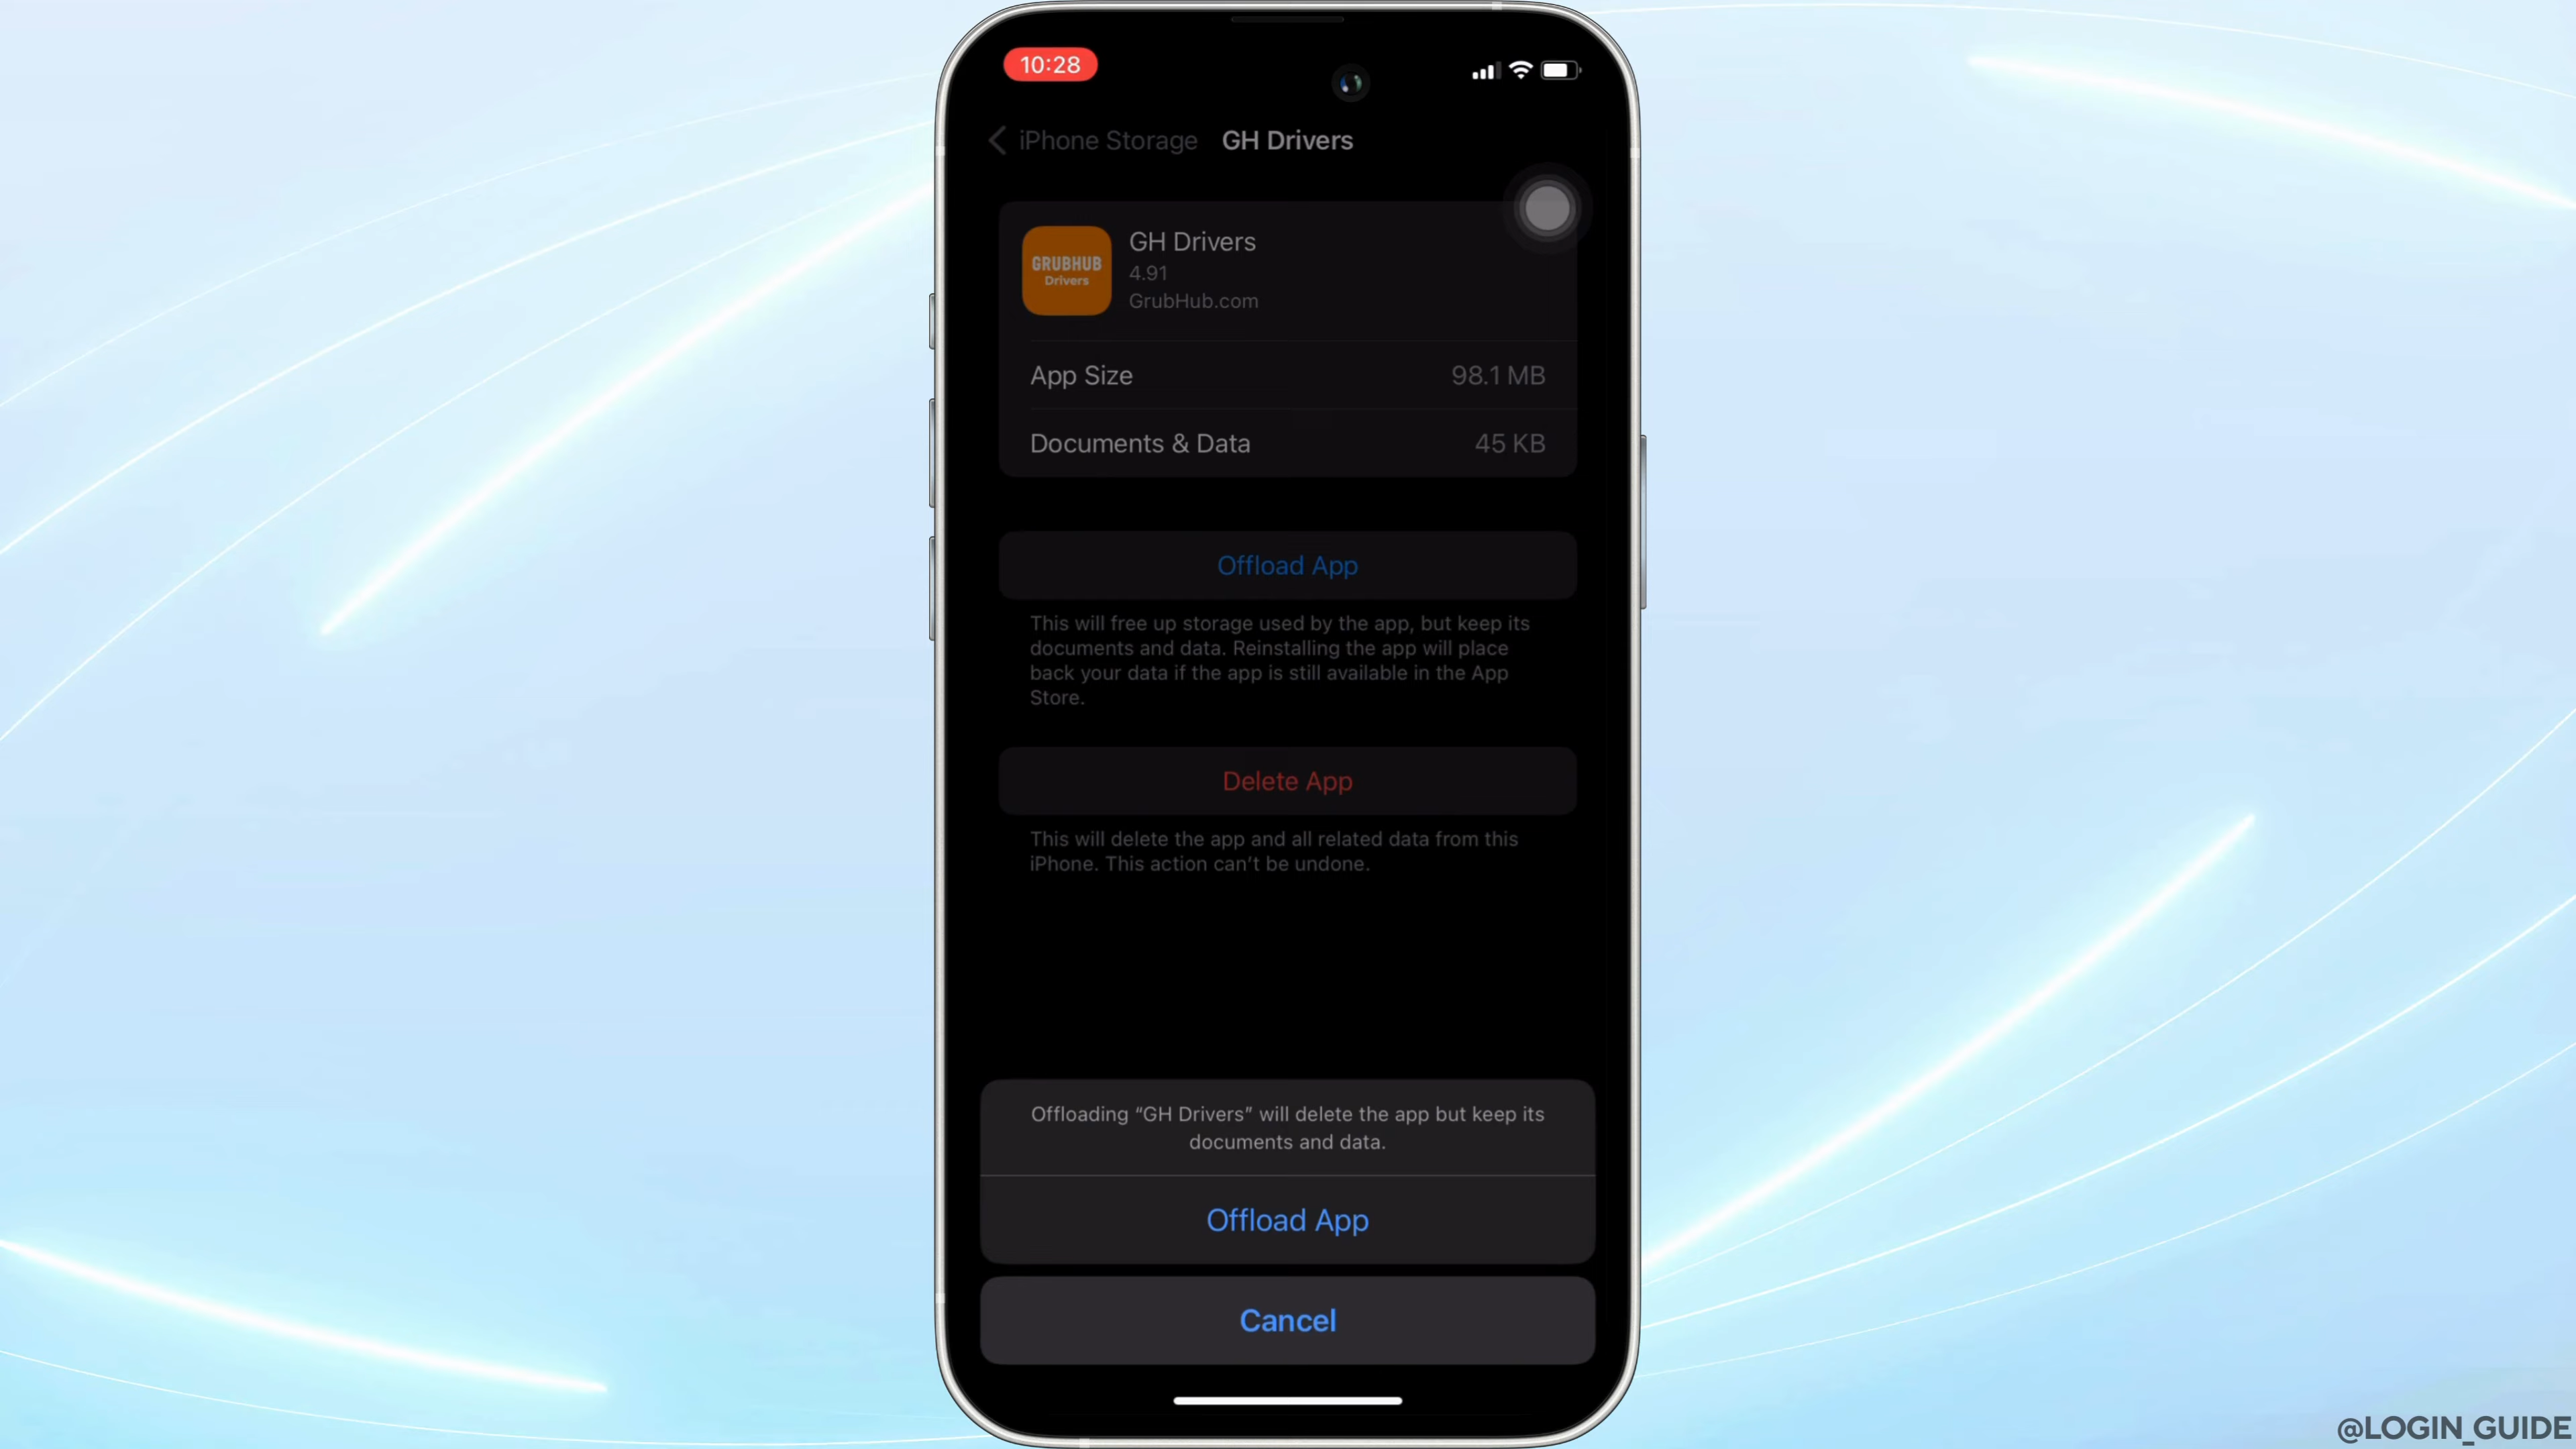 10:28
iPhone Storage GH Drivers
GRUBHUB
Drivers
GH Drivers
4.91
GrubHub.com
App Size 98.1 MB
Documents & Data 45 KB
Offload App
This will free up storage used by the app, but keep its
documents and data. Reinstalling the app will place
back your data if the app is still available in the App
Store.
Delete App
This will delete the app and all related data from this
iPhone. This action can't be undone.
Offloading “GH Drivers” will delete the app but keep its
documents and data.
Offload App
Cancel
@LOGIN_GUIDE